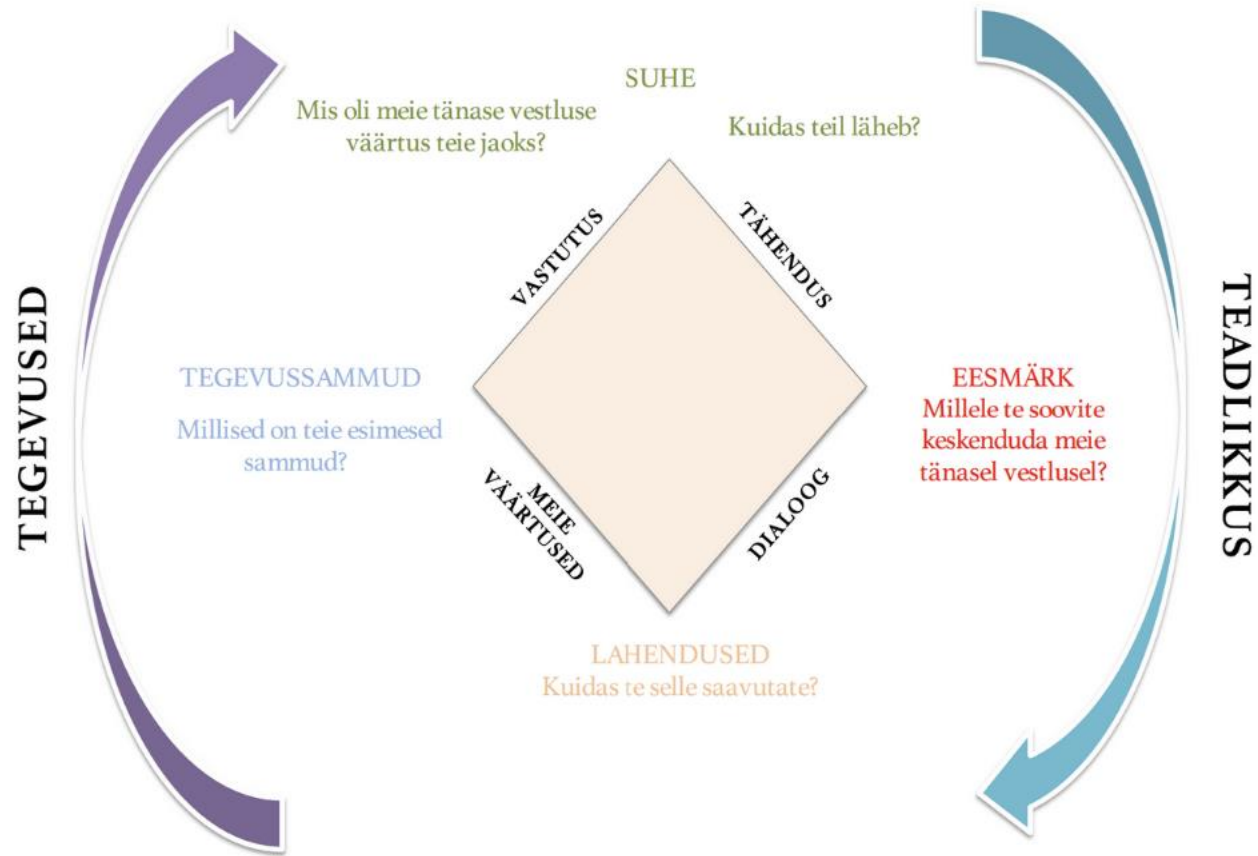 SUHE
Mis oli meie tänase vestluse
väärtus teie jaoks?
Kuidas teil läheb?
VASTUTUS
TÄHENDUS
TEGEVUSED
TEADLIKKUS
TEGEVUSSAMMUD
Millised on teie esimesed
sammud?
EESMÄRK
Millele te soovite
keskenduda meie
tänasel vestlusel?
MEIE
VÄÄRTUSED
DIALOOG
LAHENDUSED
Kuidas te selle saavutate?